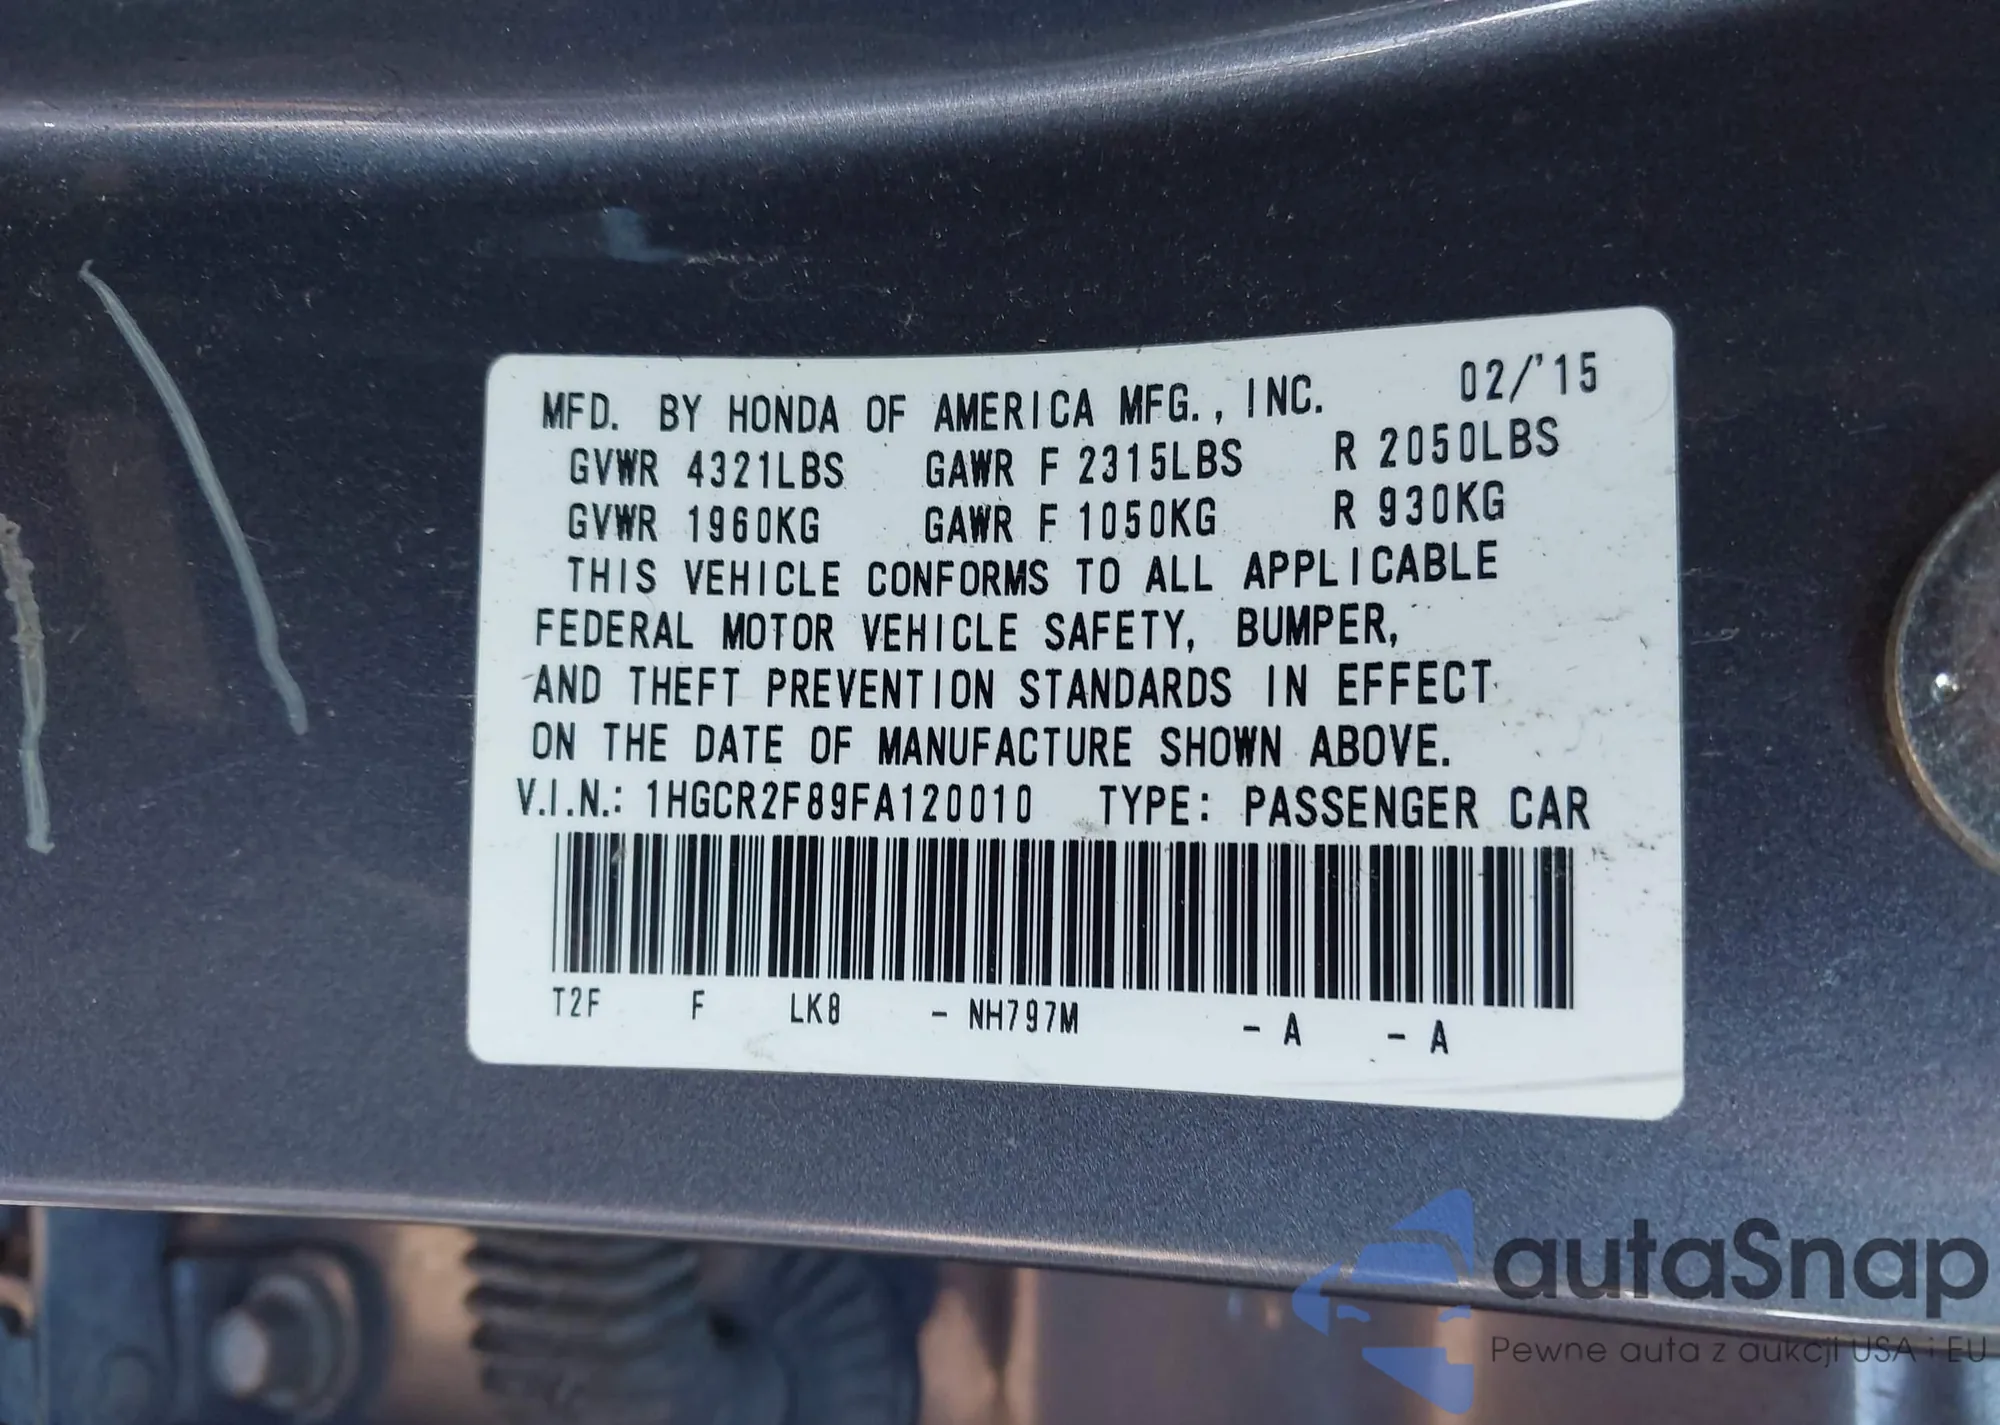 MFD. BY HONDA OF AMERICA MFG., INC. 02/'15
GVWR 4321LBS GAWR F 2315LBS R 2050LBS
GVWR 1960KG GAWR F 1050KG R 930KG
THIS VEHICLE CONFORMS TO ALL APPLICABLE
FEDERAL MOTOR VEHICLE SAFETY, BUMPER,
AND THEFT PREVENTION STANDARDS IN EFFECT
ON THE DATE OF MANUFACTURE SHOWN ABOVE.
V.I.N.: 1HGCR2F89FA120010 TYPE: PASSENGER CAR
T2F F LK8 - NH797M - A - A
autaSnap
Pewne auta z aukcji USA i EU